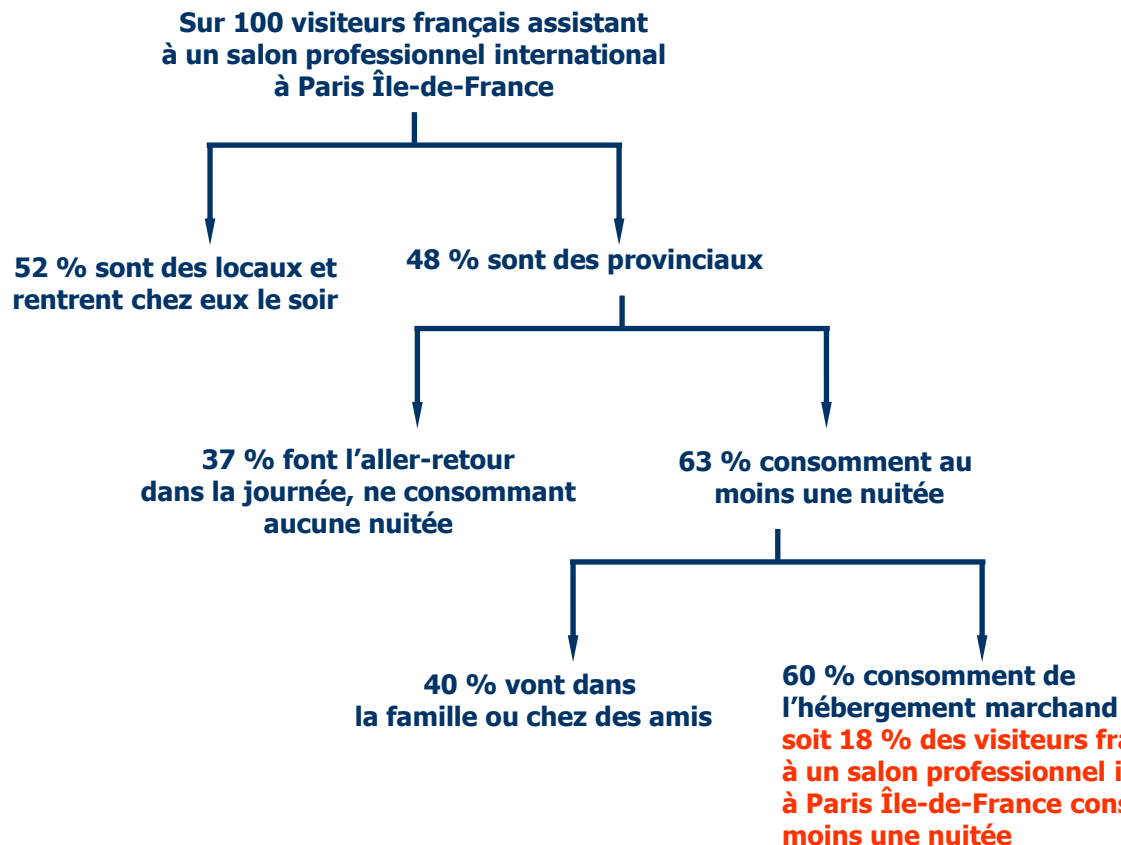 Sur 100 visiteurs français assistant
à un salon professionnel international
à Paris Île-de-France
52 % sont des locaux et
rentrent chez eux le soir
48 % sont des provinciaux
37 % font l’aller-retour
dans la journée, ne consommant
aucune nuitée
63 % consomment au
moins une nuitée
40 % vont dans
la famille ou chez des amis
60 % consomment de
l’hébergement marchand
soit 18 % des visiteurs
à un salon professionnel
à Paris Île-de-France
moins une nuitée